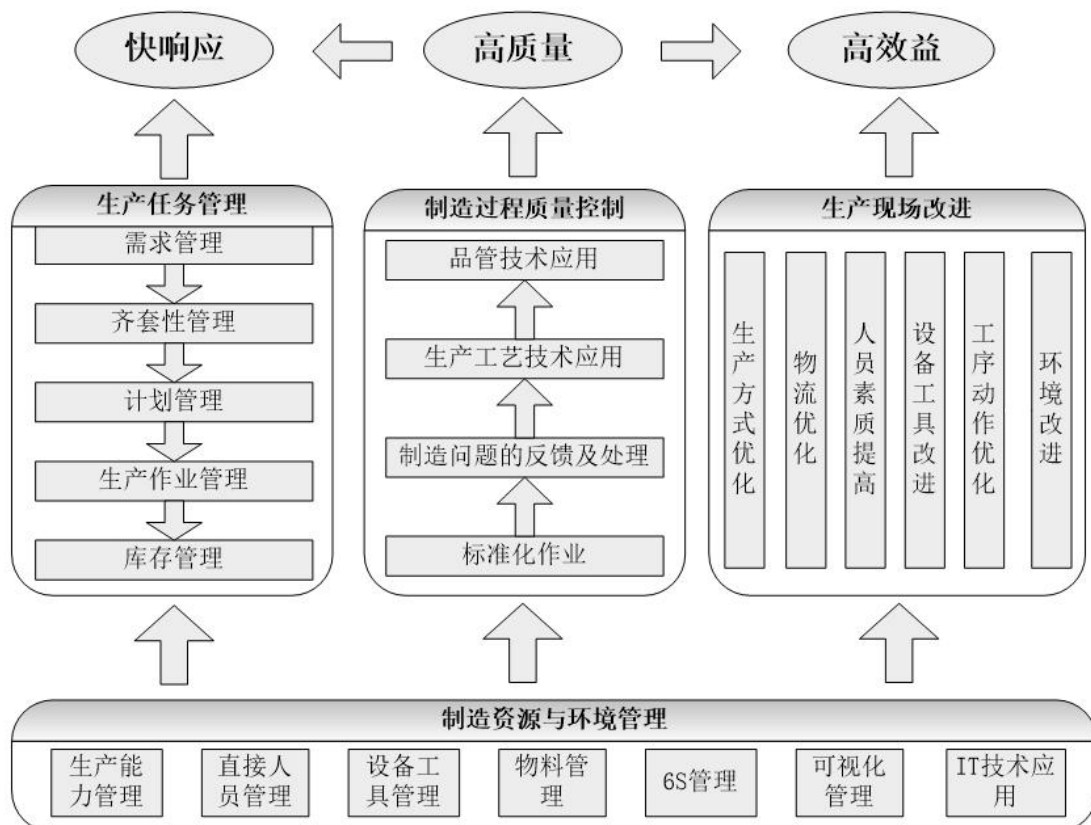 快响应
高质量
高效益
生产任务管理
需求管理
齐套性管理
计划管理
生产作业管理
库存管理
制造过程质量控制
品管技术应用
生产工艺技术应用
制造问题的反馈及处理
标准化作业
生产现场改进
生产方式优化
物流优化
人员素质提高
设备工具改进
工序动作优化
环境改进
制造资源与环境管理
生产能
力管理
直接人
员管理
设备工
具管理
物料管
理
6S管理
可视化
管理
IT技术应
用